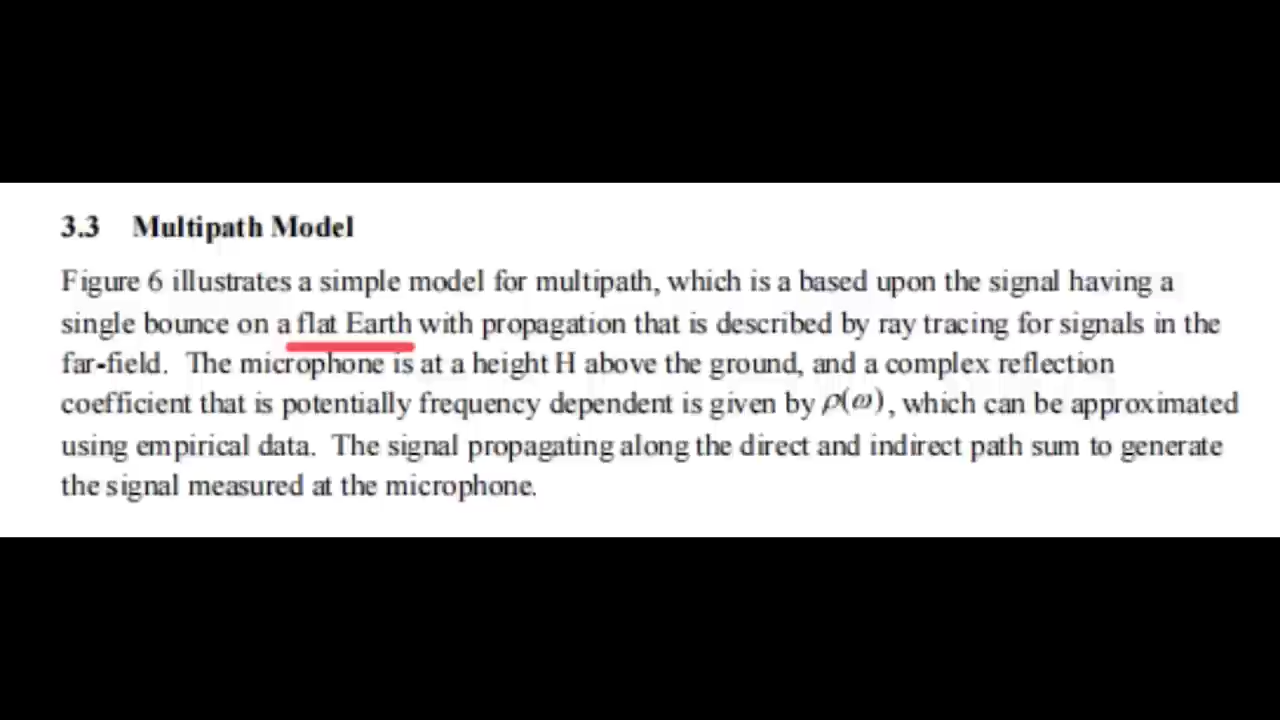 3.3 Multipath Model
Figure 6 illustrates a simple model for multipath, which is a based upon the signal having a
single bounce on a flat Earth with propagation that is described by ray tracing for signals in the
far-field. The microphone is at a height H above the ground, and a complex reflection
coefficient that is potentially frequency dependent is given by ρ(ω), which can be approximated
using empirical data. The signal propagating along the direct and indirect path sum to generate
the signal measured at the microphone.